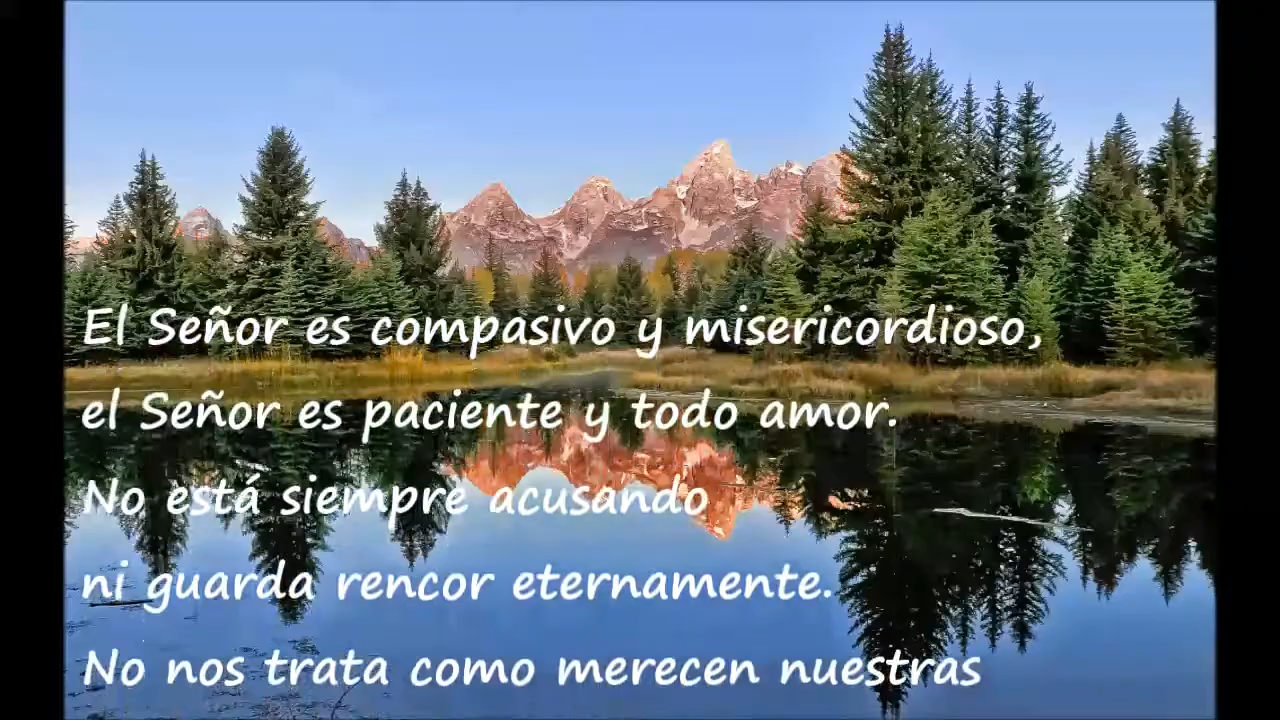 El Señor es compasivo y misericordioso,
el Señor es paciente y todo amor.
No está siempre acusando
ni guarda rencor eternamente.
No nos trata como merecen nuestras